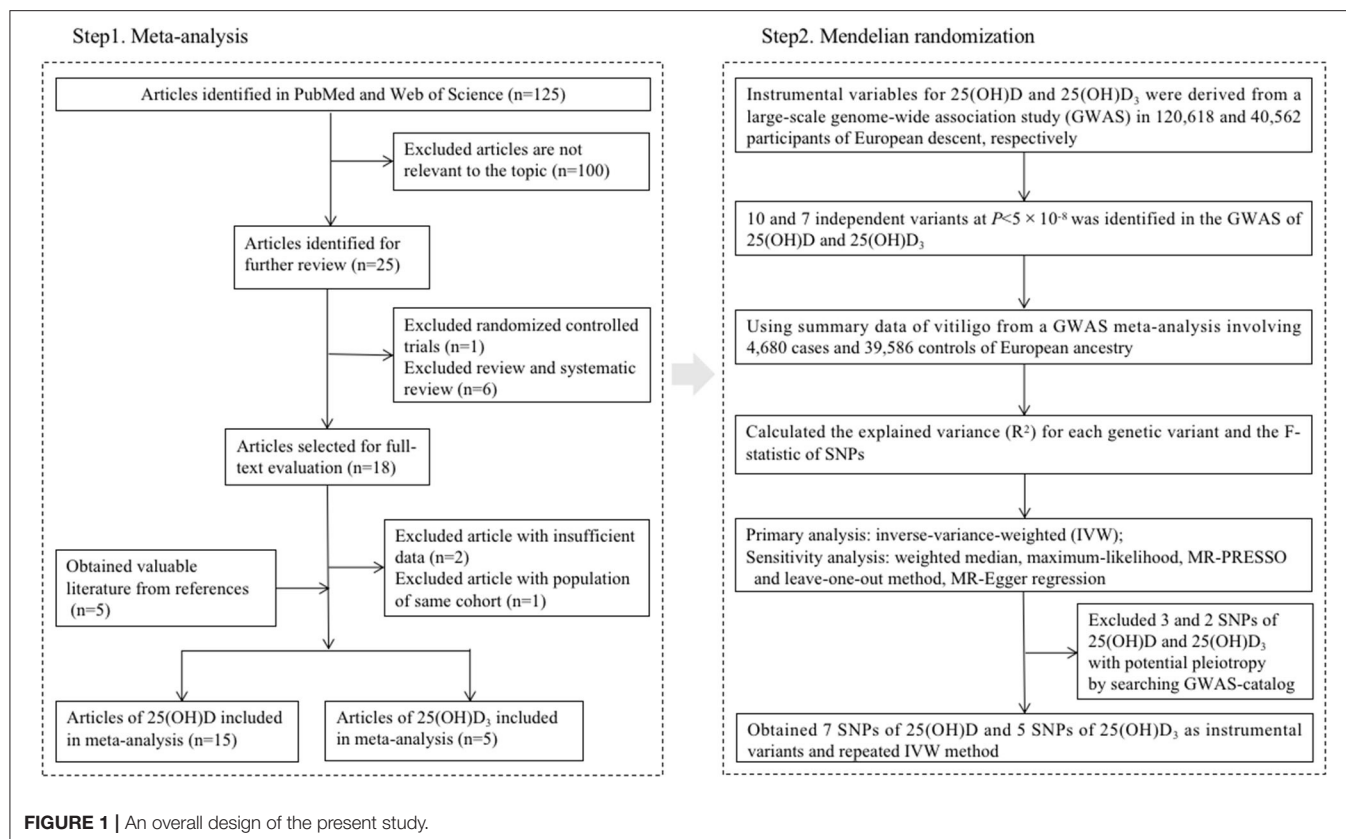 Step1. Meta-analysis
Articles identified in PubMed and Web of Science (n=125)
Excluded articles are not
relevant to the topic (n=100)
Articles identified for
further review (n=25)
Excluded randomized controlled
trials (n=1)
Excluded review and systematic
review (n=6)
Articles selected for full-
text evaluation (n=18)
Excluded article with insufficient
data (n=2)
Excluded article with population
of same cohort (n=1)
Obtained valuable
literature from references
(n=5)
Articles of 25(OH)D included
in meta-analysis (n=15)
Articles of 25(OH)D₃ included
in meta-analysis (n=5)
Step2. Mendelian randomization
Instrumental variables for 25(OH)D and 25(OH)D₃ were derived from a
large-scale genome-wide association study (GWAS) in 120,618 and 40,562
participants of European descent, respectively
10 and 7 independent variants at P<5 × 10⁻⁸ was identified in the GWAS of
25(OH)D and 25(OH)D₃
Using summary data of vitiligo from a GWAS meta-analysis involving
4,680 cases and 39,586 controls of European ancestry
Calculated the explained variance (R²) for each genetic variant and the F-
statistic of SNPs
Primary analysis: inverse-variance-weighted (IVW);
Sensitivity analysis: weighted median, maximum-likelihood, MR-PRESSO
and leave-one-out method, MR-Egger regression
Excluded 3 and 2 SNPs of
25(OH)D and 25(OH)D₃
with potential pleiotropy
by searching GWAS-catalog
Obtained 7 SNPs of 25(OH)D and 5 SNPs of 25(OH)D₃ as instrumental
variants and repeated IVW method
FIGURE 1 | An overall design of the present study.